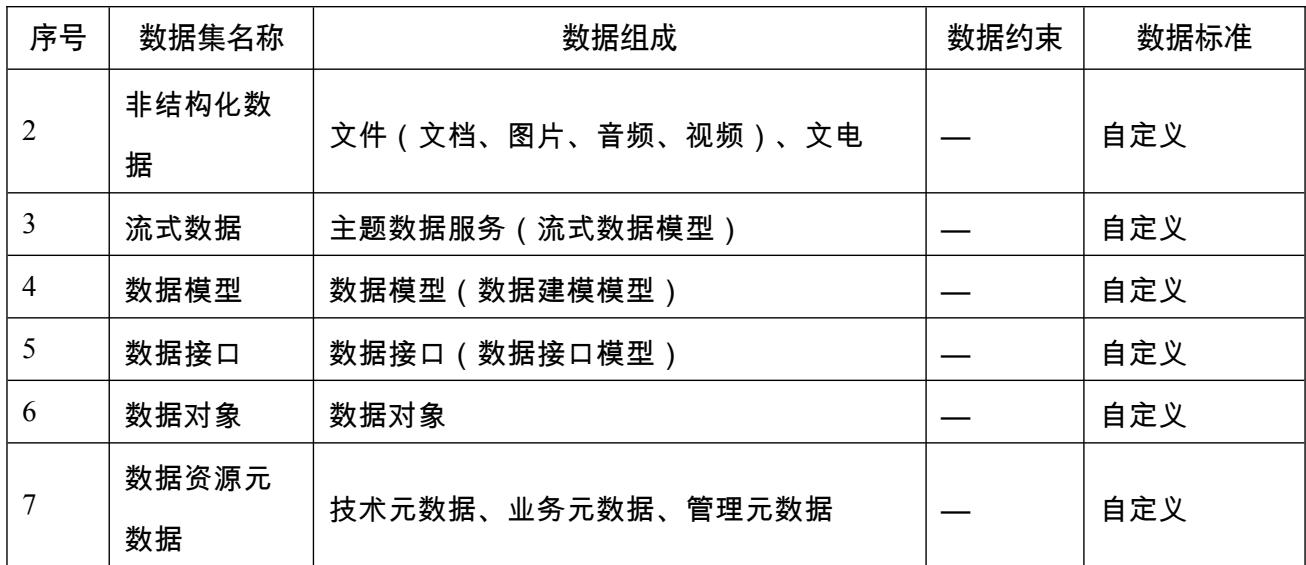 序号 数据集名称 数据组成 数据约束 数据标准
2 非结构化数据 文件（文档、图片、音频、视频）、文电 — 自定义
3 流式数据 主题数据服务（流式数据模型） — 自定义
4 数据模型 数据模型（数据建模模型） — 自定义
5 数据接口 数据接口（数据接口模型） — 自定义
6 数据对象 数据对象 — 自定义
7 数据资源元数据 技术元数据、业务元数据、管理元数据 — 自定义